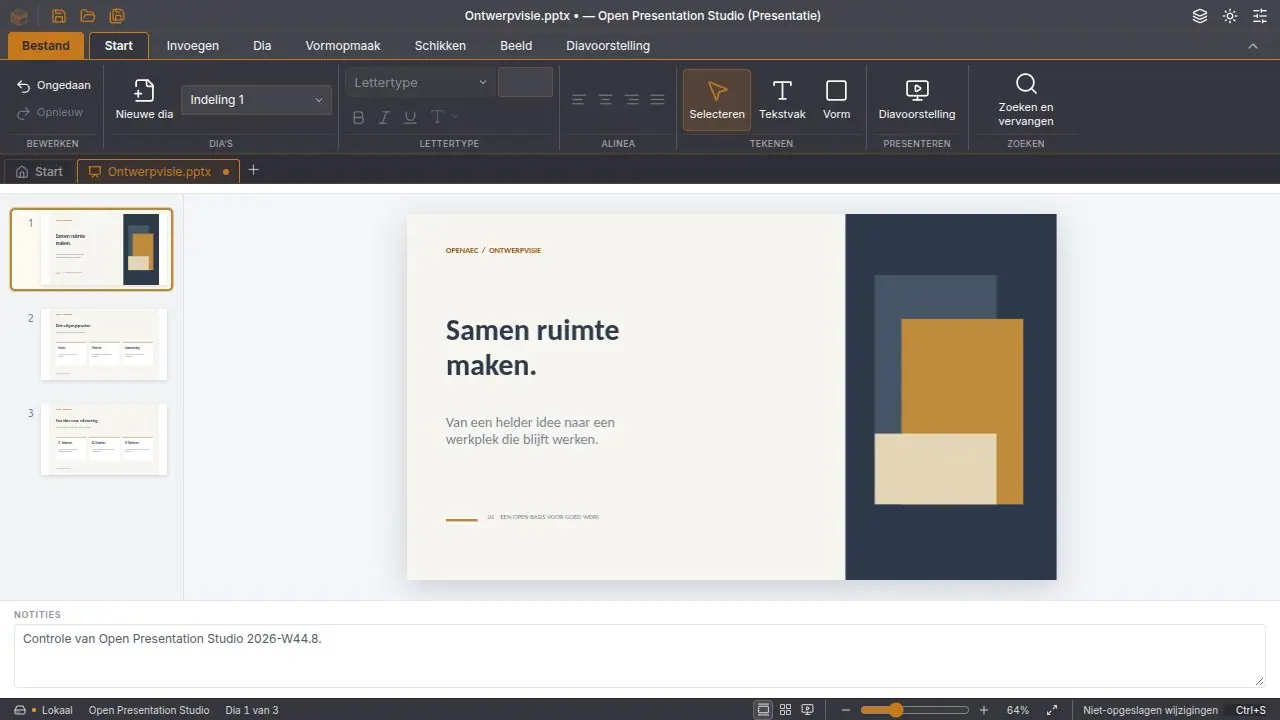 Ontwerpvisie.pptx • — Open Presentation Studio (Presentatie)
Bestand
Start
Invoegen
Dia
Vormopmaak
Schikken
Beeld
Diavoorstelling
Ongedaan
Opnieuw
BEWERKEN
Nieuwe dia
Indeling 1
DIA'S
Lettertype
B I U T
LETTERTYPE
ALINEA
Selecteren
Tekstvak
Vorm
TEKENEN
Diavoorstelling
PRESENTEREN
Zoeken en
vervangen
ZOEKEN
Start
Ontwerpvisie.pptx
1
Samen ruimte
maken.
2
3
OPENAEC / ONTWERPVISIE
Samen ruimte
maken.
Van een helder idee naar een
werkplek die blijft werken.
01 EEN OPEN BASIS VOOR GOED WERK
NOTITIES
Controle van Open Presentation Studio 2026-W44.8.
Lokaal
Open Presentation Studio
Dia 1 van 3
64%
Niet-opgeslagen wijzigingen
Ctrl+S